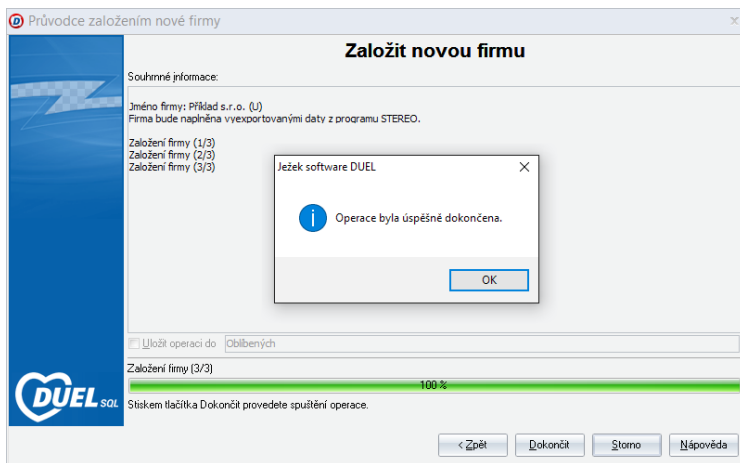 Průvodce založením nové firmy
Založit novou firmu
Souhrnné informace:
Jméno firmy: Příklad s.r.o. (U)
Firma bude naplněna vyexportovanými daty z programu STEREO.
Založení firmy (1/3)
Založení firmy (2/3)
Založení firmy (3/3)
Ježek software DUEL
Operace byla úspěšně dokončena.
OK
Uložit operaci do Oblíbených
Založení firmy (3/3)
100 %
Stiskem tlačítka Dokončit provedete spuštění operace.
DUEL SQL
< Zpět Dokončit Storno Nápověda